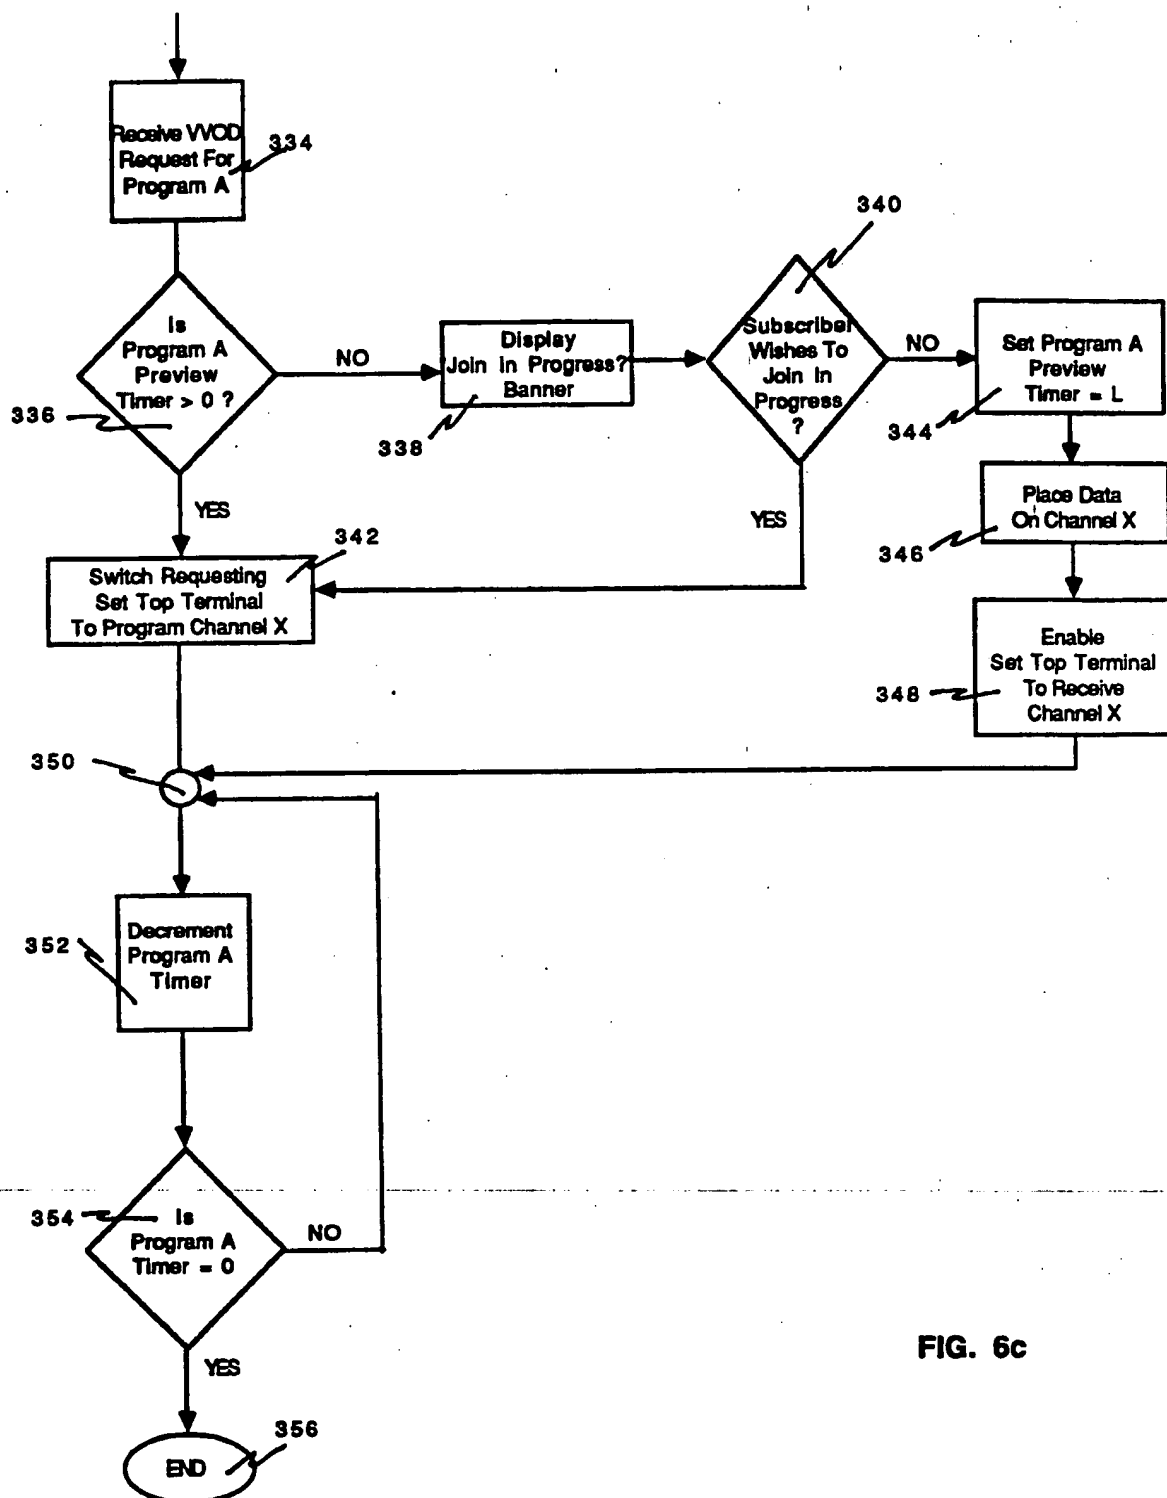 Receive VVOD
Request For
Program A
334
Is
Program A
Preview
Timer > 0 ?
336
NO
YES
Display
Join In Progress?
Banner
338
340
Subscriber
Wishes To
Join In
Progress
?
NO
YES
Set Program A
Preview
Timer = L
344
Place Data
On Channel X
346
Enable
Set Top Terminal
To Receive
Channel X
348
342
Switch Requesting
Set Top Terminal
To Program Channel X
350
Decrement
Program A
Timer
352
354
Is
Program A
Timer = 0
NO
YES
END
356
FIG. 6c